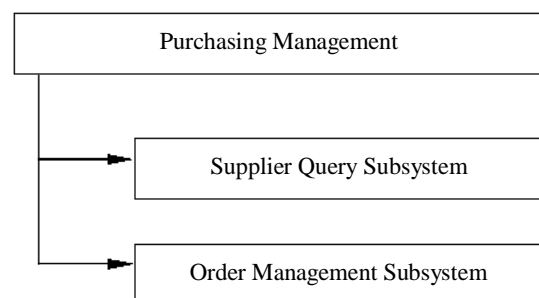 Purchasing Management
Supplier Query Subsystem
Order Management Subsystem